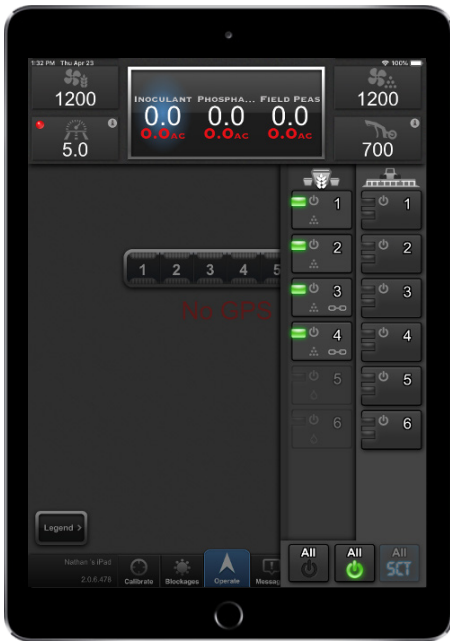 1:32 PM Thu Apr 23
100%
1200
INOCULANT PHOSPHA... FIELD PEAS
0.0 0.0 0.0
0.0AC 0.0AC 0.0AC
1200
5.0
700
1 1
2 2
3 3
4 4
5 5
6 6
1 2 3 4 5
No GPS
Legend >
All All All
SCT
Nathan 's iPad
2.0.6.478
Calibrate Blockages Operate Messag